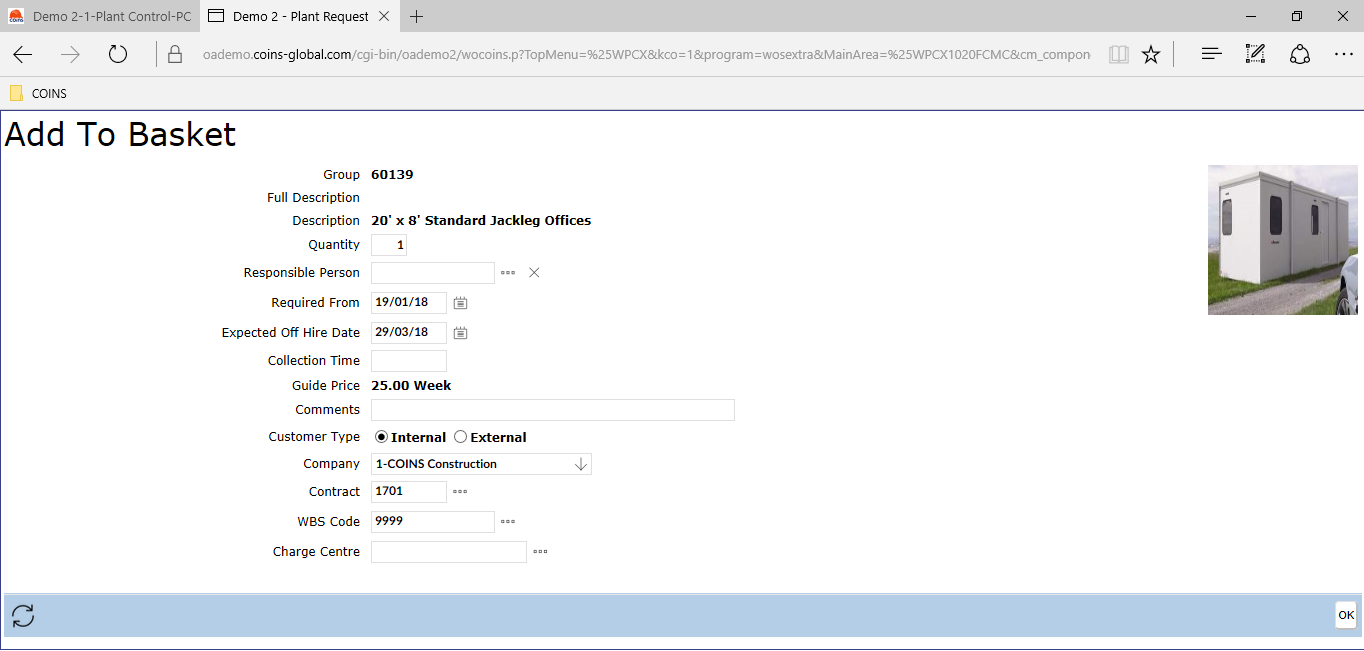 Demo 2-1-Plant Control-PC
Demo 2 - Plant Request
oademo.coins-global.com/cgi-bin/oademo2/wocoins.p?TopMenu=%25WPCX&kco=1&program=wosextra&MainArea=%25WPCX1020FCMC&cm_compon
COINS
Add To Basket
Group 60139
Full Description
Description 20' x 8' Standard Jackleg Offices
Quantity 1
Responsible Person
Required From 19/01/18
Expected Off Hire Date 29/03/18
Collection Time
Guide Price 25.00 Week
Comments
Customer Type Internal External
Company 1-COINS Construction
Contract 1701
WBS Code 9999
Charge Centre
OK